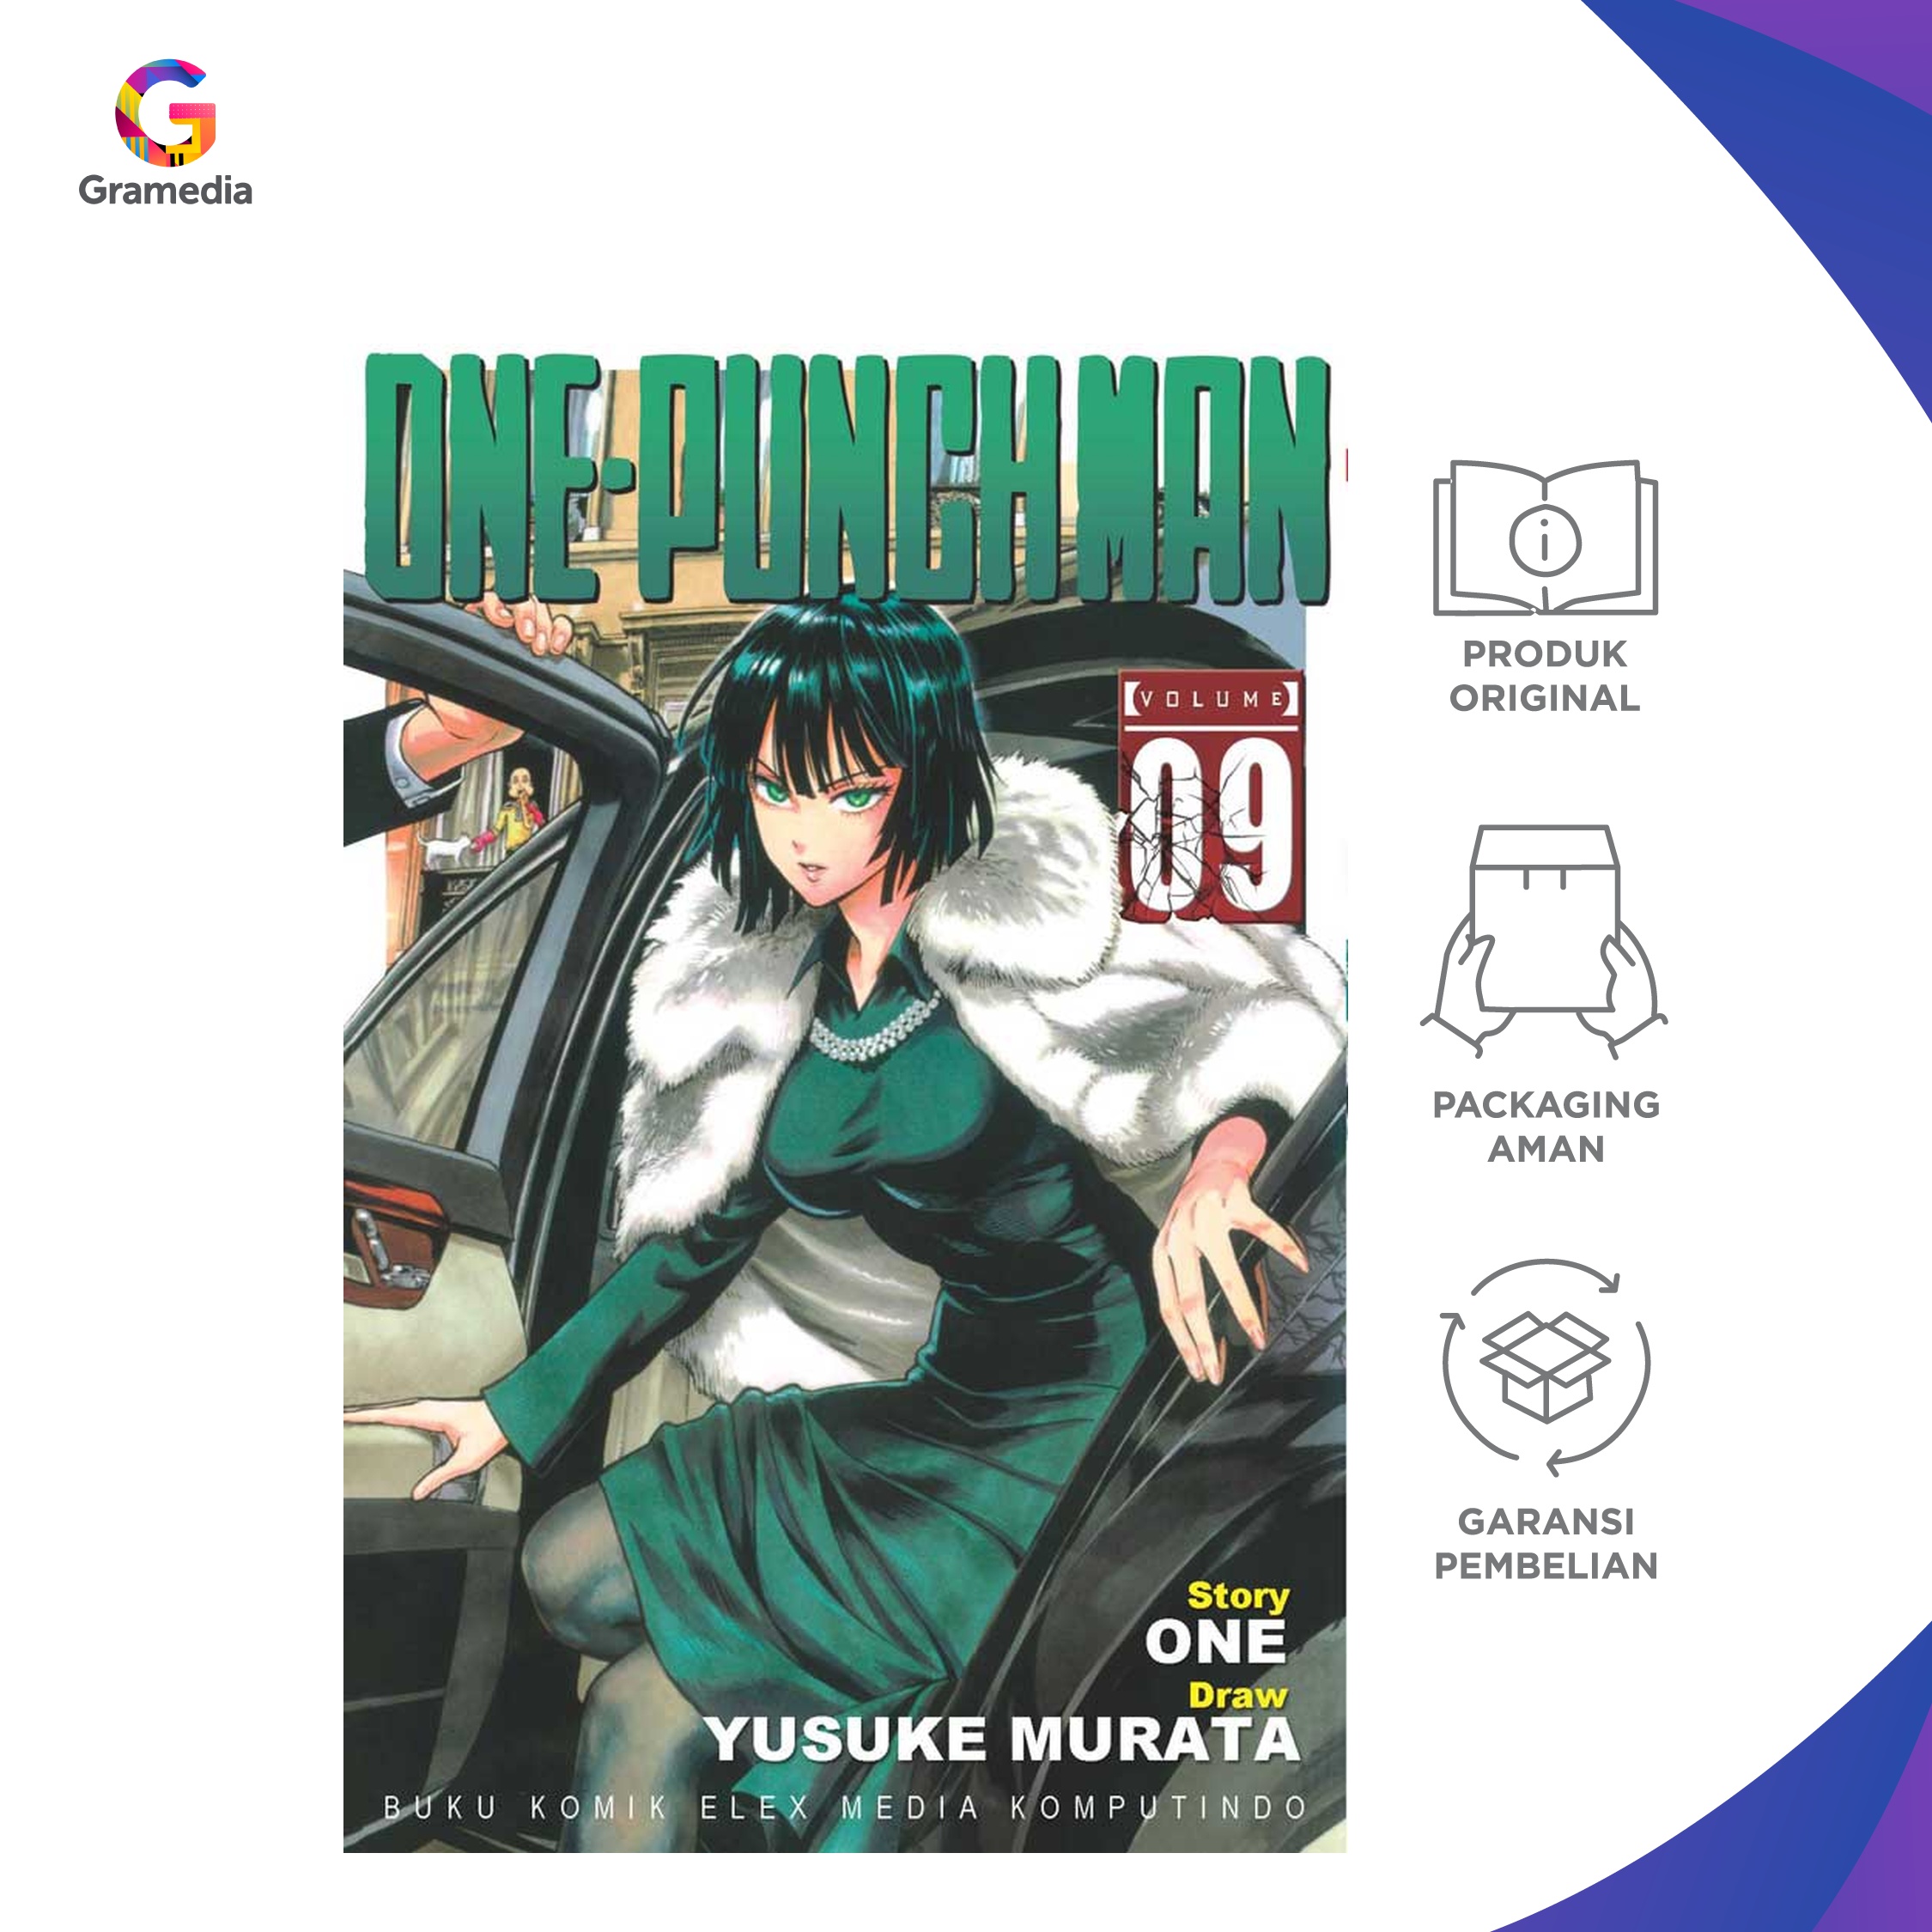 Gramedia
ONE-PUNCH MAN
VOLUME
09
Story
ONE
Draw
YUSUKE MURATA
BUKU KOMIK ELEX MEDIA KOMPUTINDO
PRODUK
ORIGINAL
PACKAGING
AMAN
GARANSI
PEMBELIAN